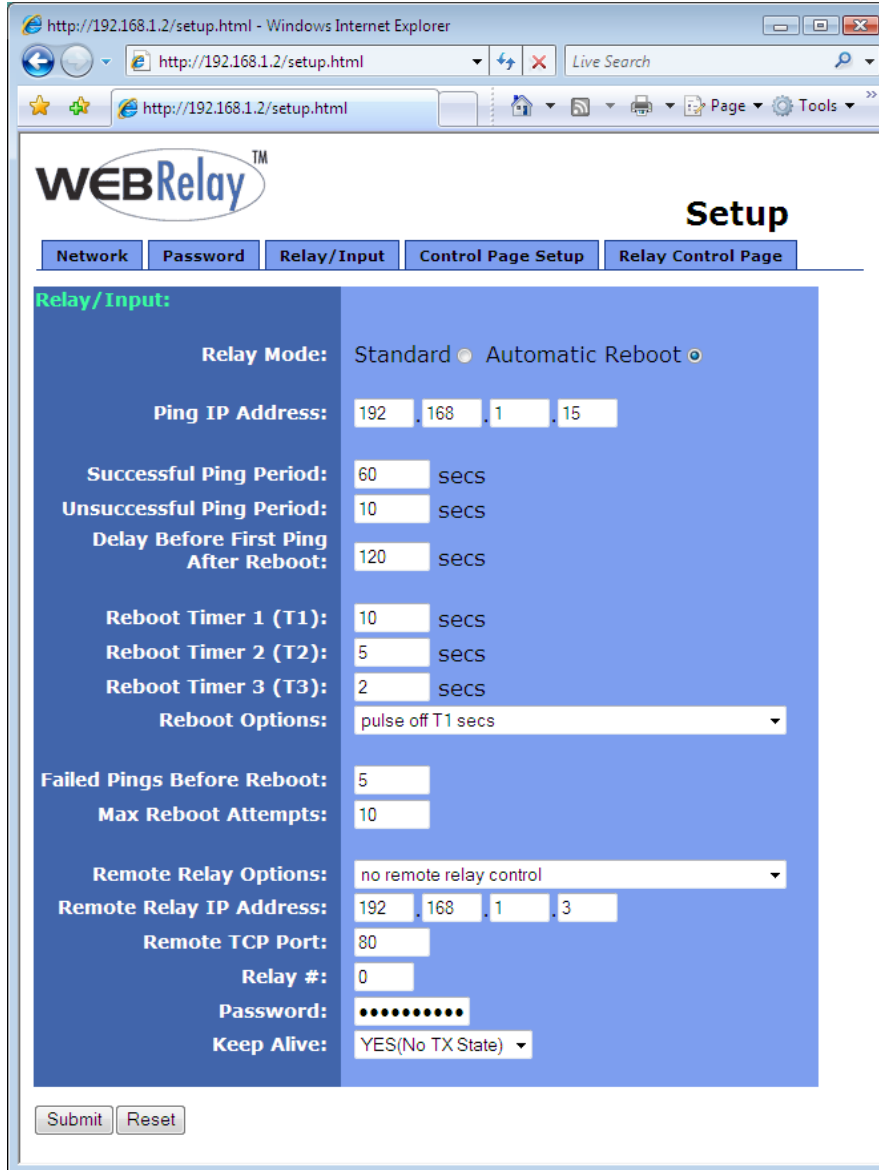 http://192.168.1.2/setup.html - Windows Internet Explorer
http://192.168.1.2/setup.html Live Search
http://192.168.1.2/setup.html Page Tools »
WEBRelay TM
Setup
Network Password Relay/Input Control Page Setup Relay Control Page
Relay/Input:
Relay Mode: Standard Automatic Reboot
Ping IP Address: 192 . 168 . 1 . 15
Successful Ping Period: 60 secs
Unsuccessful Ping Period: 10 secs
Delay Before First Ping
After Reboot: 120 secs
Reboot Timer 1 (T1): 10 secs
Reboot Timer 2 (T2): 5 secs
Reboot Timer 3 (T3): 2 secs
Reboot Options: pulse off T1 secs
Failed Pings Before Reboot: 5
Max Reboot Attempts: 10
Remote Relay Options: no remote relay control
Remote Relay IP Address: 192 . 168 . 1 . 3
Remote TCP Port: 80
Relay #: 0
Password: ●●●●●●●●●●
Keep Alive: YES(No TX State)
Submit Reset